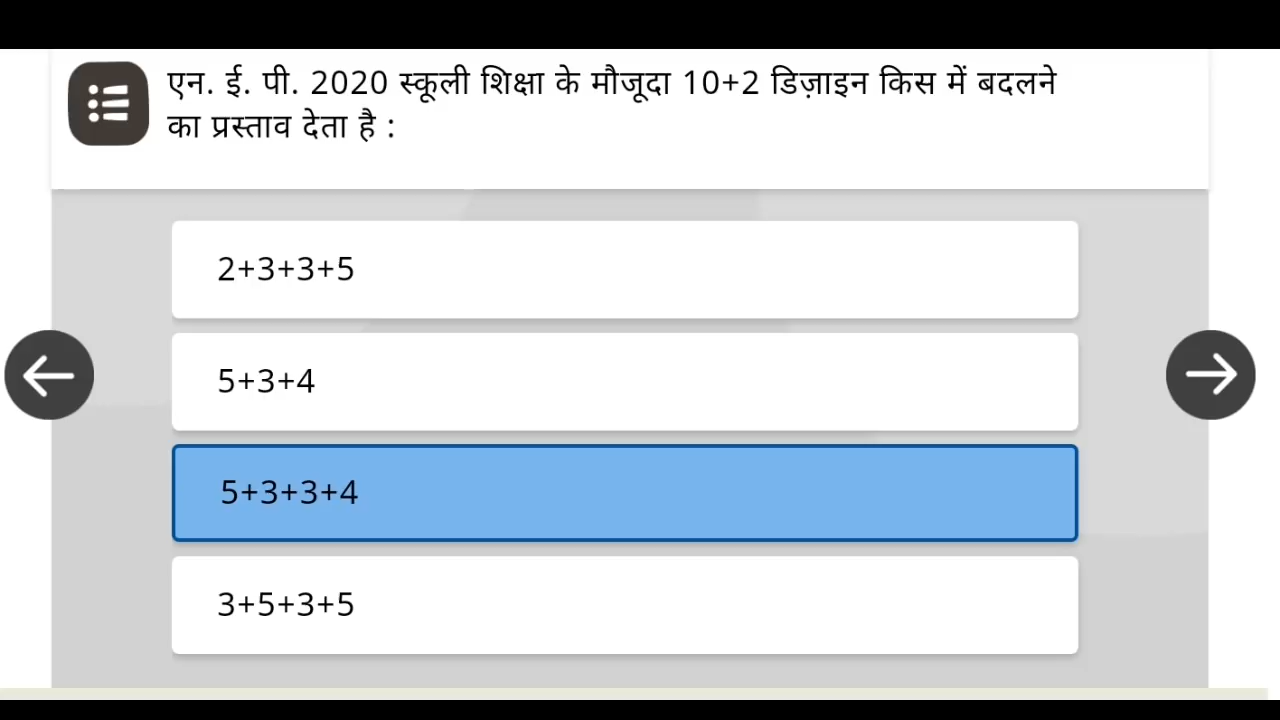 एन. ई. पी. 2020 स्कूली शिक्षा के मौजूदा 10+2 डिज़ाइन किस में बदलने
का प्रस्ताव देता है :
2+3+3+5
5+3+4
5+3+3+4
3+5+3+5